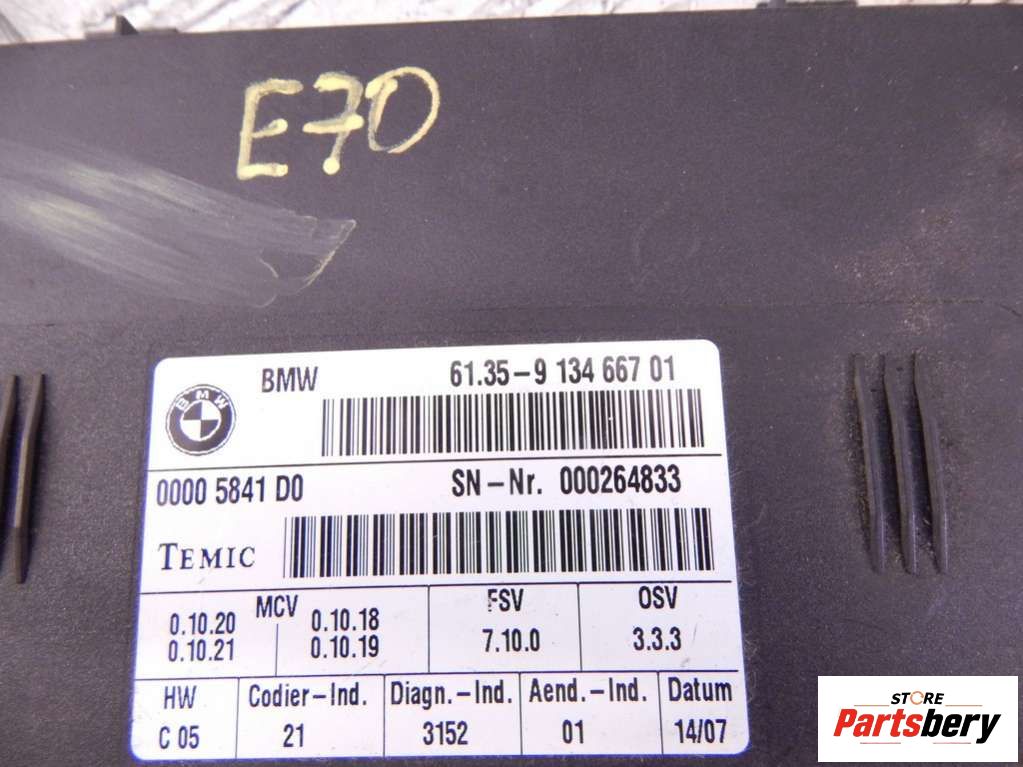 E70
BMW 61.35-9 134 667 01
BMW
0000 5841 D0 SN-Nr. 000264833
TEMIC
MCV FSV OSV
0.10.20 0.10.18 7.10.0 3.3.3
0.10.21 0.10.19
HW Codier-Ind. Diagn.-Ind. Aend.-Ind. Datum
C 05 21 3152 01 14/07
STORE
Partsbery